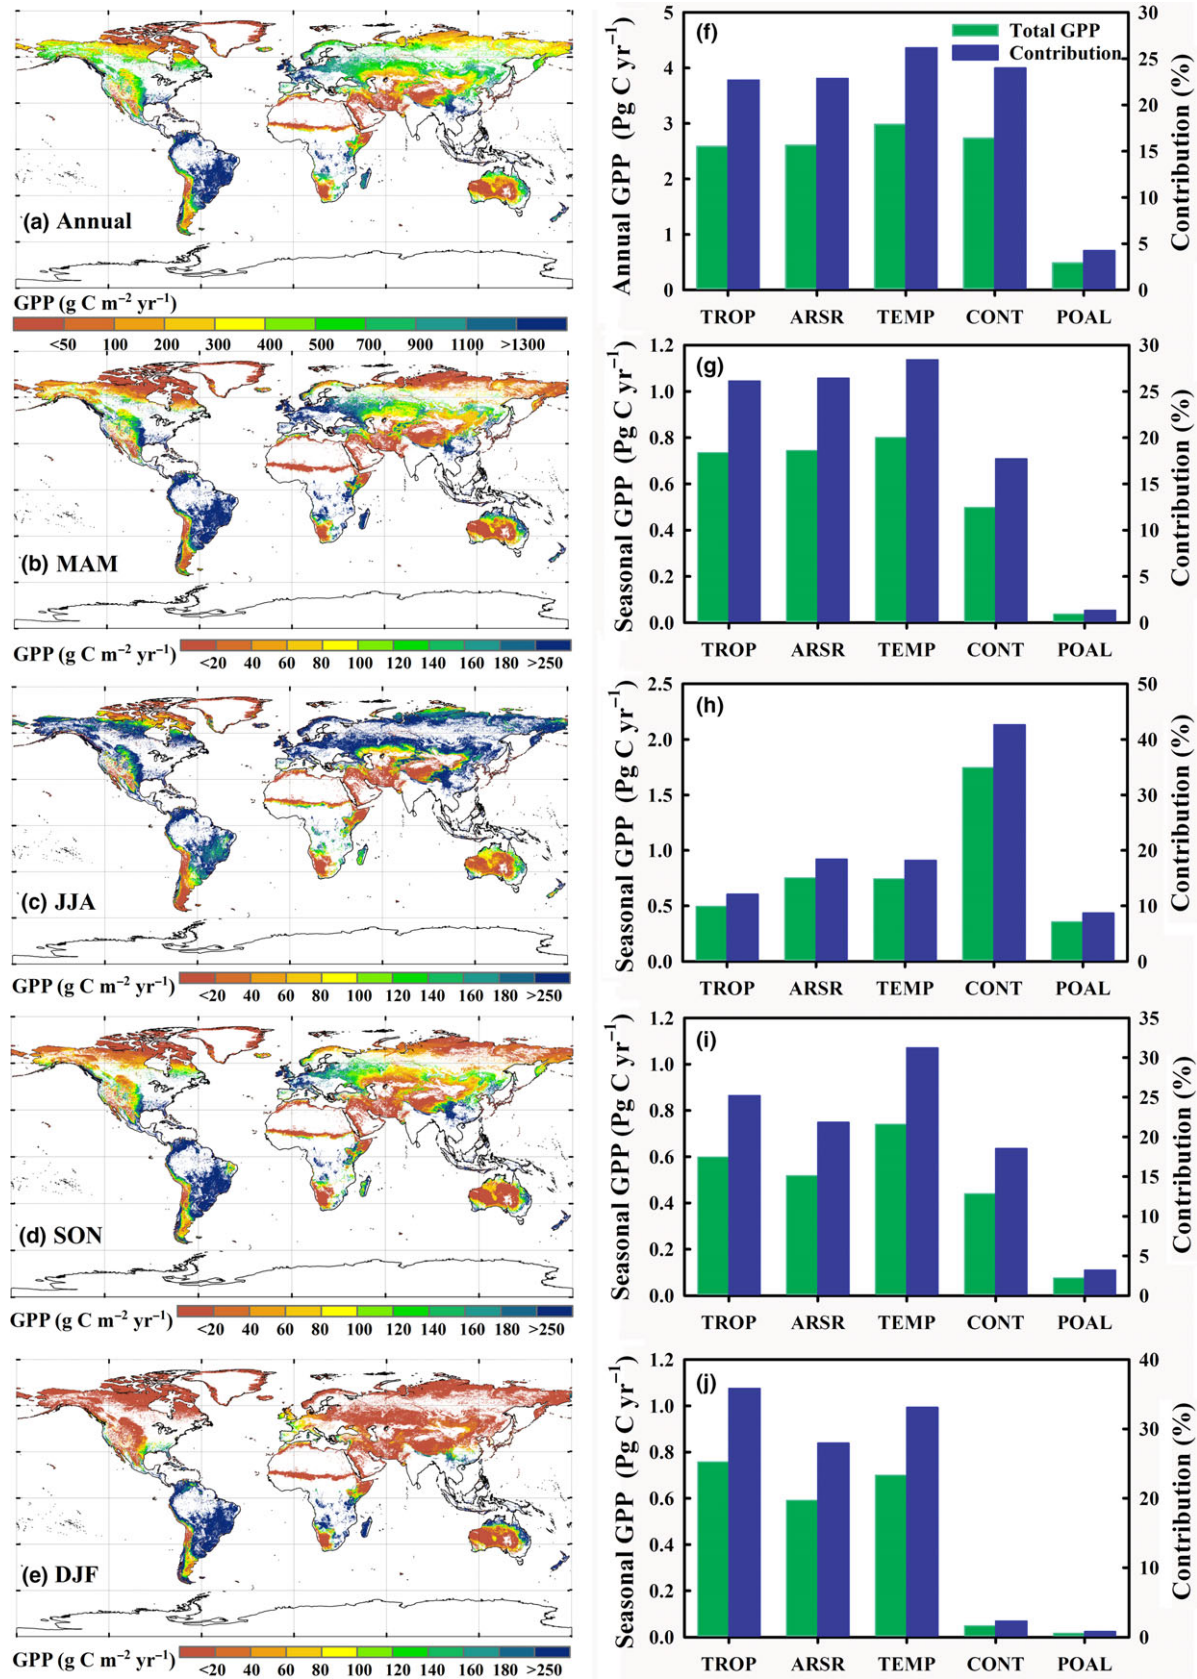 (a) Annual
GPP (g C m⁻² yr⁻¹)
<50 100 200 300 400 500 700 900 1100 >1300
(b) MAM
GPP (g C m⁻² yr⁻¹)
<20 40 60 80 100 120 140 160 180 >250
(c) JJA
GPP (g C m⁻² yr⁻¹)
<20 40 60 80 100 120 140 160 180 >250
(d) SON
GPP (g C m⁻² yr⁻¹)
<20 40 60 80 100 120 140 160 180 >250
(e) DJF
GPP (g C m⁻² yr⁻¹)
<20 40 60 80 100 120 140 160 180 >250
(f)
Total GPP
Contribution
Annual GPP (Pg C yr⁻¹)
5
4
3
2
1
0
Contribution (%)
30
25
20
15
10
5
0
TROP ARSR TEMP CONT POAL
(g)
Seasonal GPP (Pg C yr⁻¹)
1.2
1.0
0.8
0.6
0.4
0.2
0.0
Contribution (%)
30
25
20
15
10
5
0
TROP ARSR TEMP CONT POAL
(h)
Seasonal GPP (Pg C yr⁻¹)
2.5
2.0
1.5
1.0
0.5
0.0
Contribution (%)
50
40
30
20
10
0
TROP ARSR TEMP CONT POAL
(i)
Seasonal GPP (Pg C yr⁻¹)
1.2
1.0
0.8
0.6
0.4
0.2
0.0
Contribution (%)
35
30
25
20
15
10
5
0
TROP ARSR TEMP CONT POAL
(j)
Seasonal GPP (Pg C yr⁻¹)
1.2
1.0
0.8
0.6
0.4
0.2
0.0
Contribution (%)
40
30
20
10
0
TROP ARSR TEMP CONT POAL